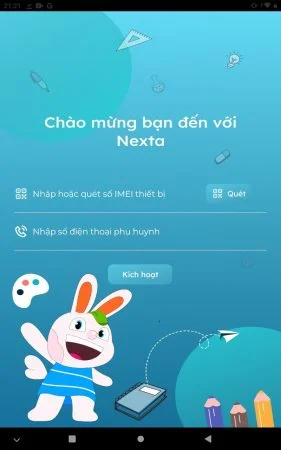 21:21
Chào mừng bạn đến với
Nexta
Nhập hoặc quét số IMEI thiết bị
Quét
Nhập số điện thoại phụ huynh
Kích hoạt